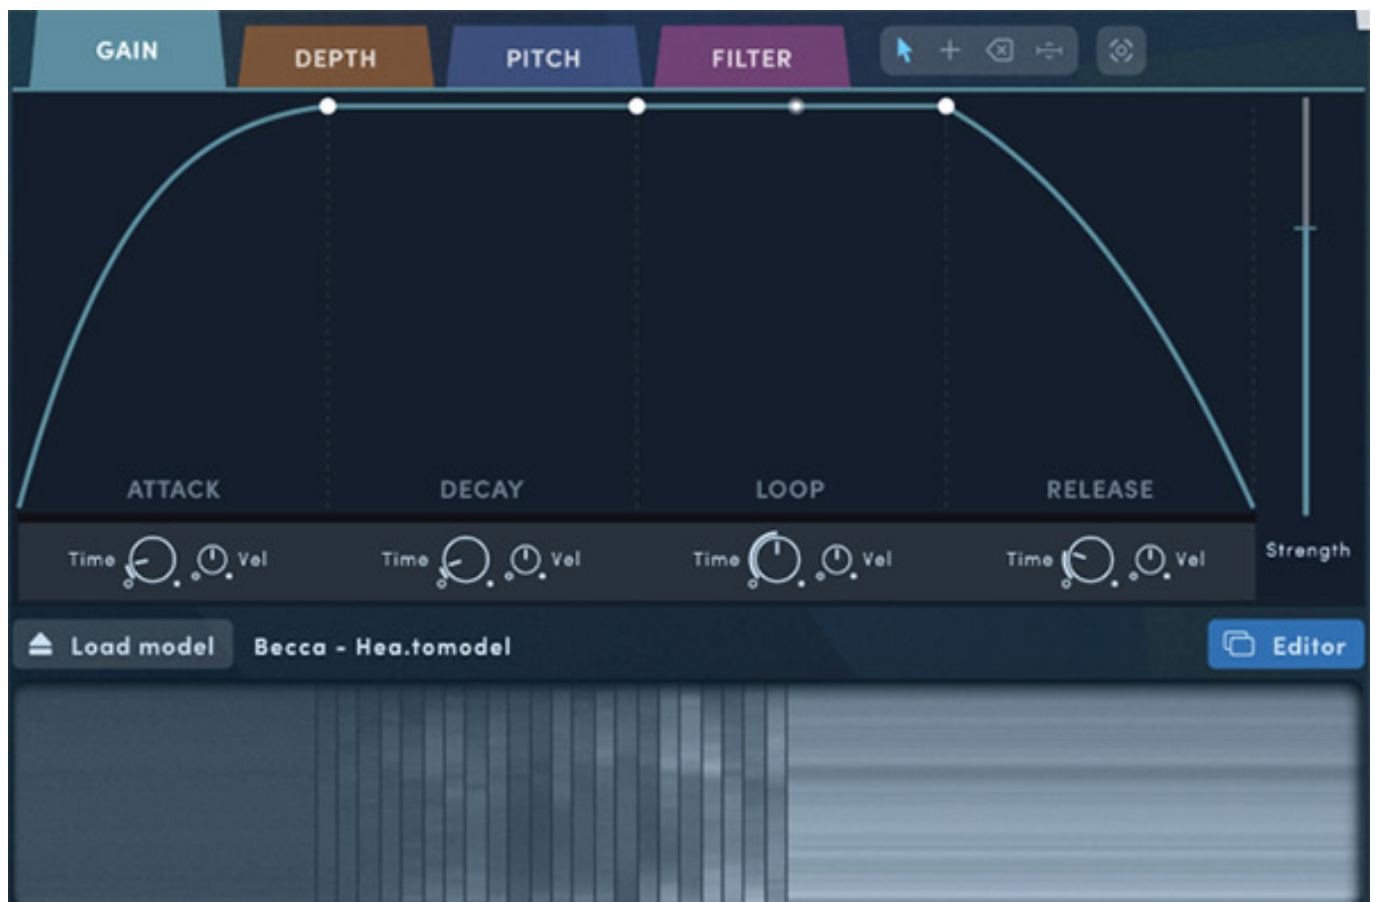 GAIN DEPTH PITCH FILTER
ATTACK DECAY LOOP RELEASE
Time Vel Time Vel Time Vel Time Vel Strength
Load model Becca - Hea.tomodel Editor